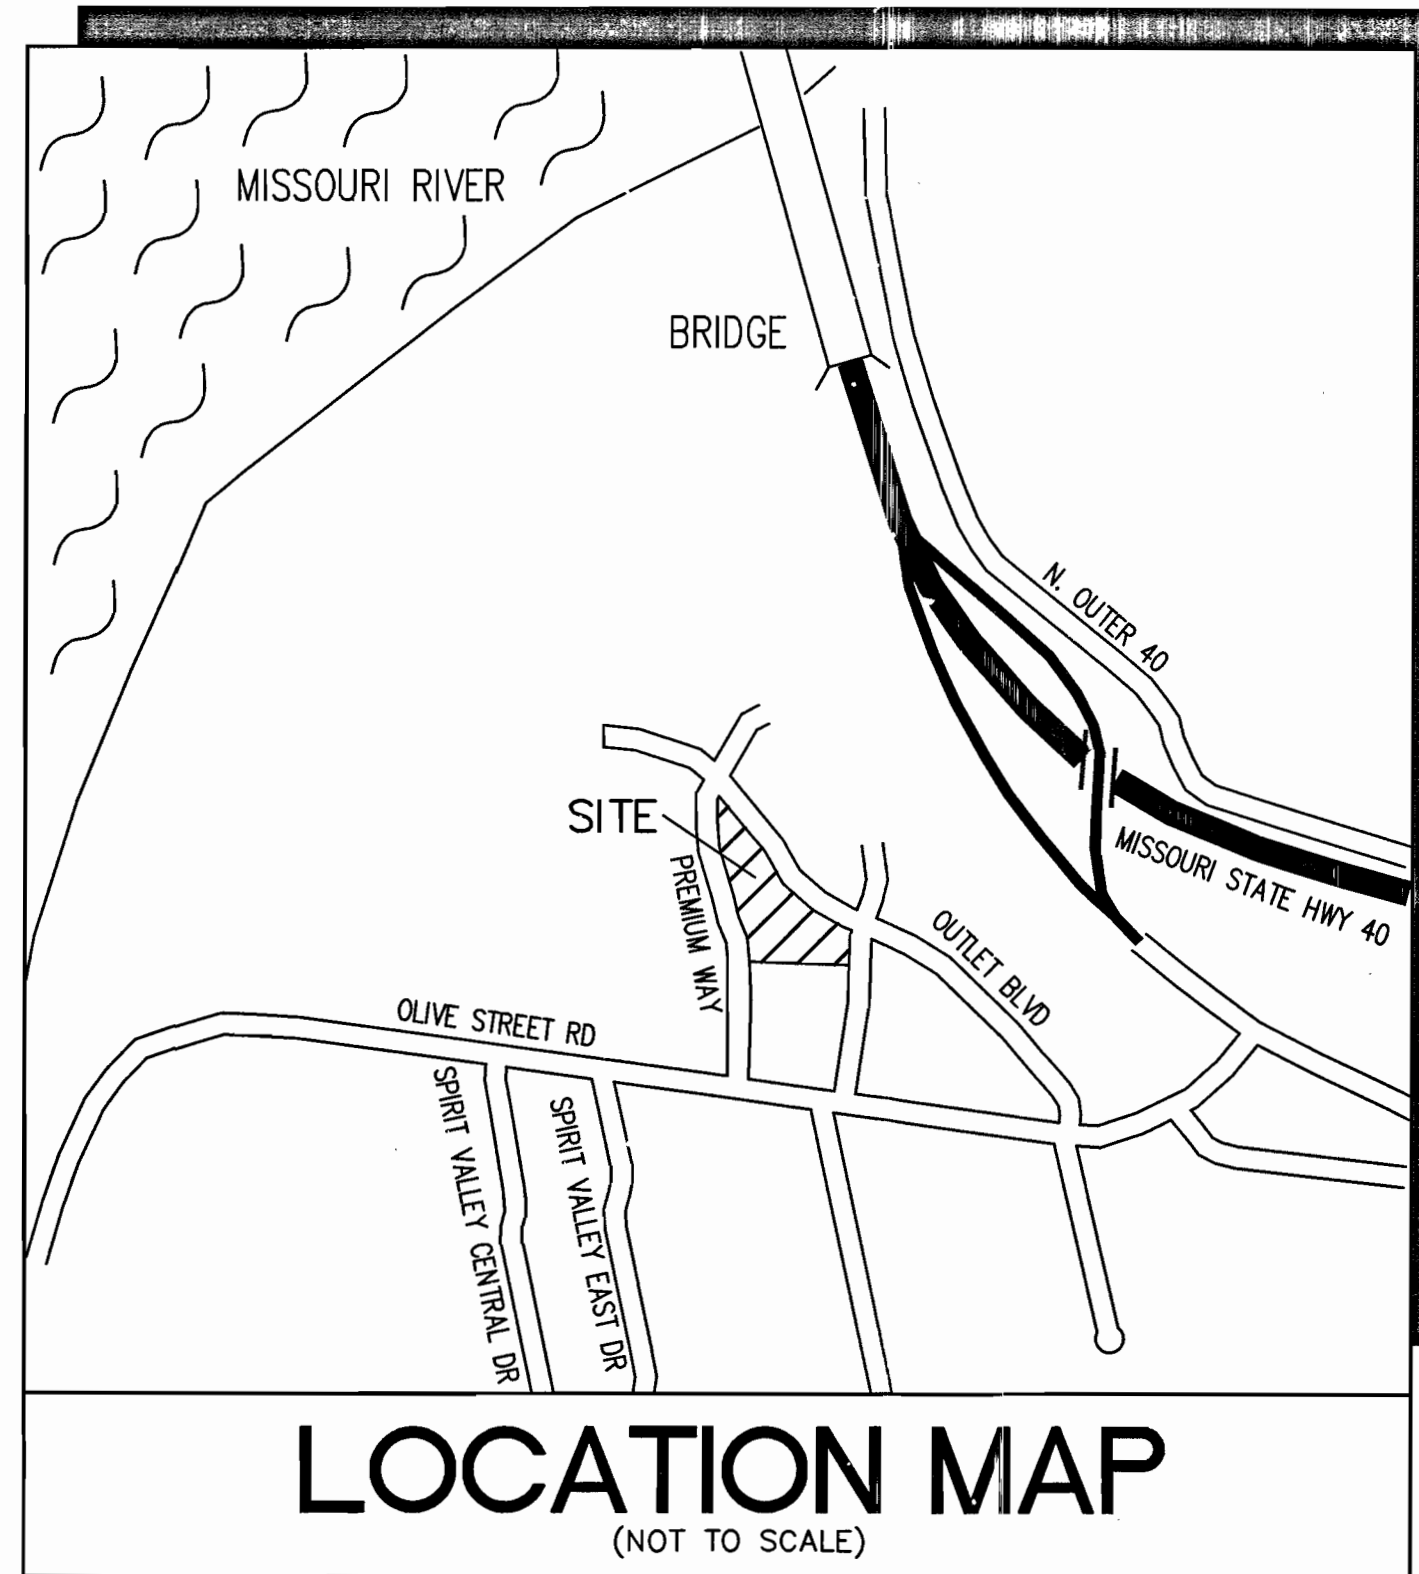 MISSOURI RIVER
BRIDGE
N. OUTER 40
SITE
MISSOURI STATE HWY 40
PREMIUM WAY
OUTLET BLVD
OLIVE STREET RD
SPIRIT VALLEY CENTRAL DR
SPIRIT VALLEY EAST DR
LOCATION MAP
(NOT TO SCALE)